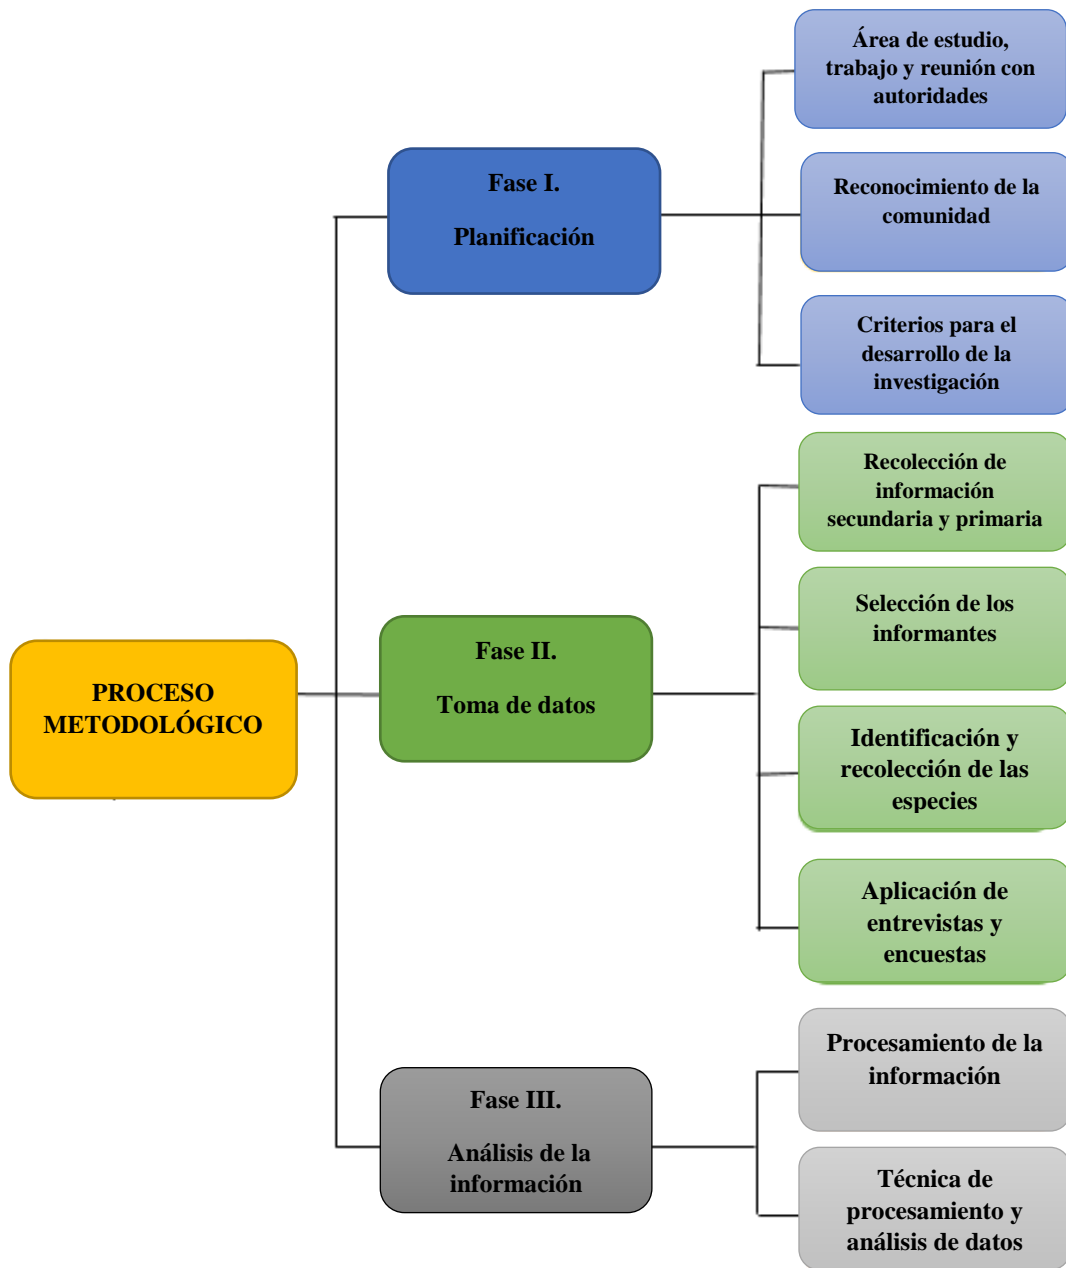 PROCESO
METODOLÓGICO
Fase I.
Planificación
Área de estudio,
trabajo y reunión con
autoridades
Reconocimiento de la
comunidad
Criterios para el
desarrollo de la
investigación
Fase II.
Toma de datos
Recolección de
información
secundaria y primaria
Selección de los
informantes
Identificación y
recolección de las
especies
Aplicación de
entrevistas y
encuestas
Fase III.
Análisis de la
información
Procesamiento de la
información
Técnica de
procesamiento y
análisis de datos